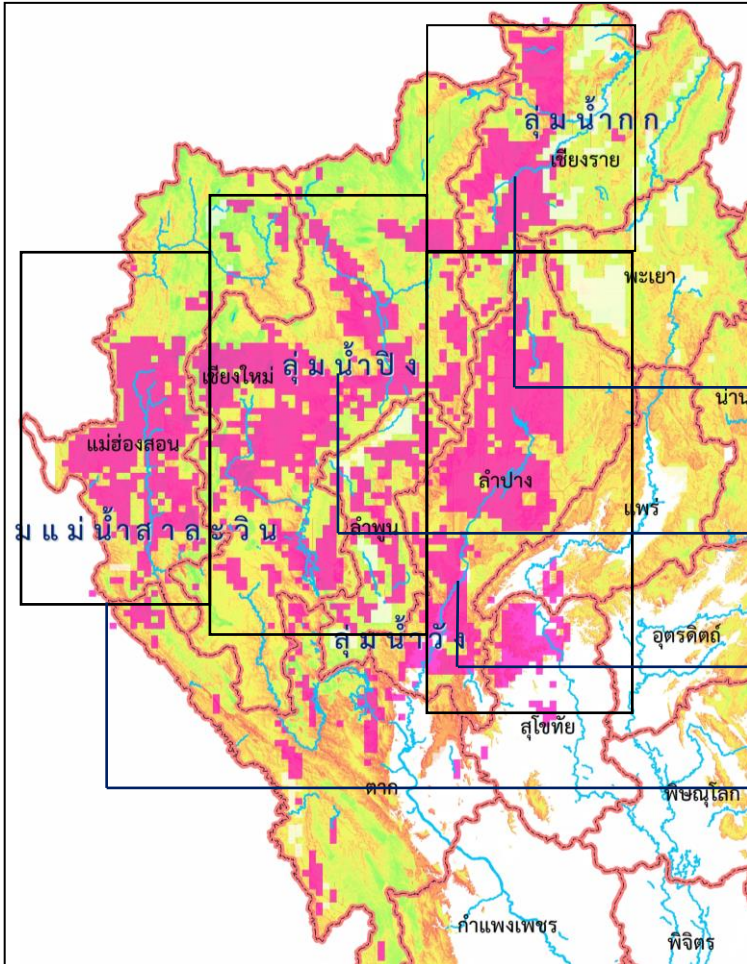 ลุ่มน้ำกก
เชียงราย
พะเยา
ลุ่มน้ำปิง
เชียงใหม่
น่าน
แม่ฮ่องสอน
ลำปาง
แพร่
ลำพูน
มแม่น้ำสาละวิน
ลุ่มน้ำวัง
อุตรดิตถ์
สุโขทัย
ตาก
พิษณุโลก
กำแพงเพชร
พิจิตร